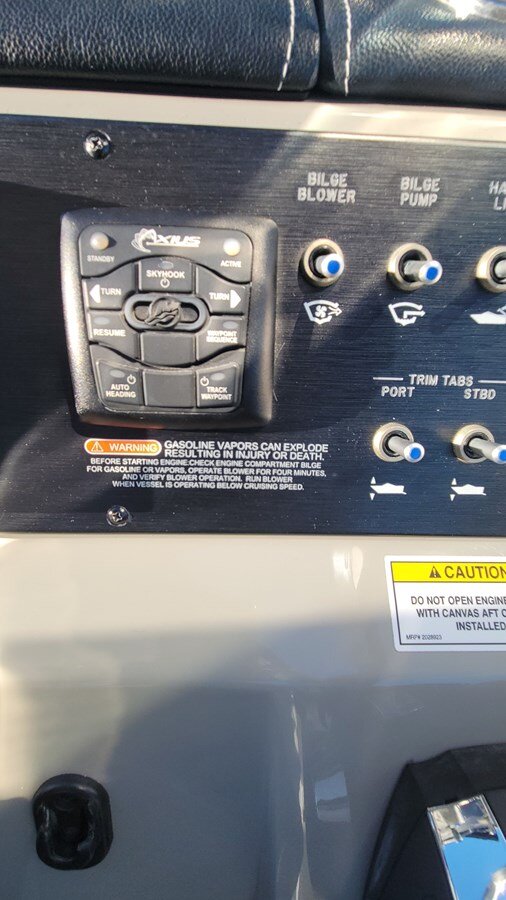 BILGE
BLOWER
BILGE
PUMP
AXIUS
STANDBY
ACTIVE
SKYHOOK
TURN
TURN
RESUME
WAYPOINT
SEQUENCE
AUTO
HEADING
TRACK
WAYPOINT
TRIM TABS
PORT STBD
WARNING GASOLINE VAPORS CAN EXPLODE
RESULTING IN INJURY OR DEATH.
BEFORE STARTING ENGINE:CHECK ENGINE COMPARTMENT BILGE
FOR GASOLINE OR VAPORS, OPERATE BLOWER FOR FOUR MINUTES,
AND VERIFY BLOWER OPERATION. RUN BLOWER
WHEN VESSEL IS OPERATING BELOW CRUISING SPEED.
CAUTION
DO NOT OPEN ENGINE
WITH CANVAS AFT
INSTALLED
MRP# 2028923